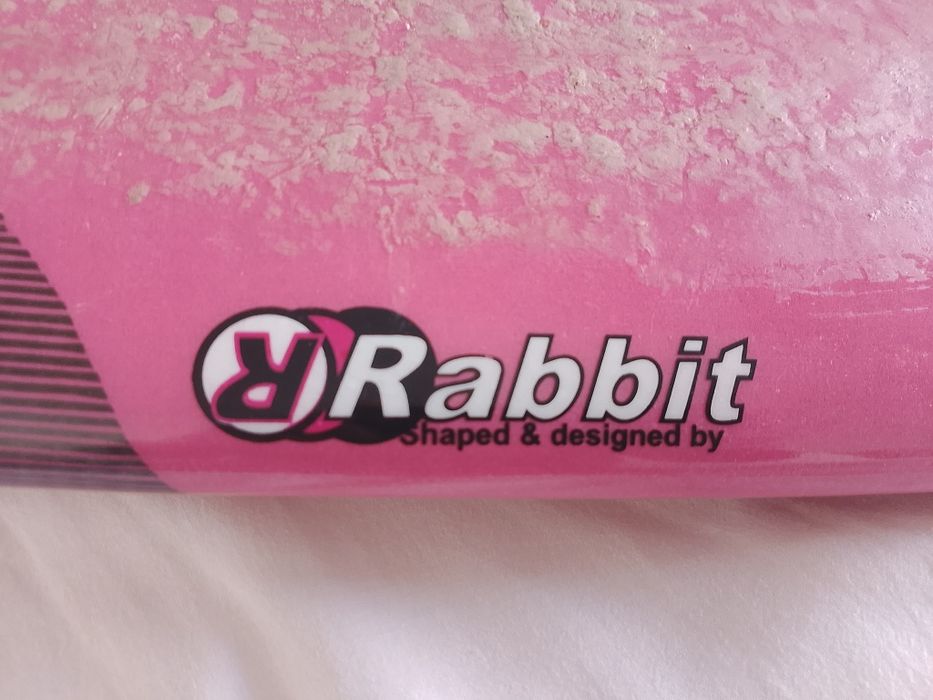 R Rabbit
Shaped & designed by